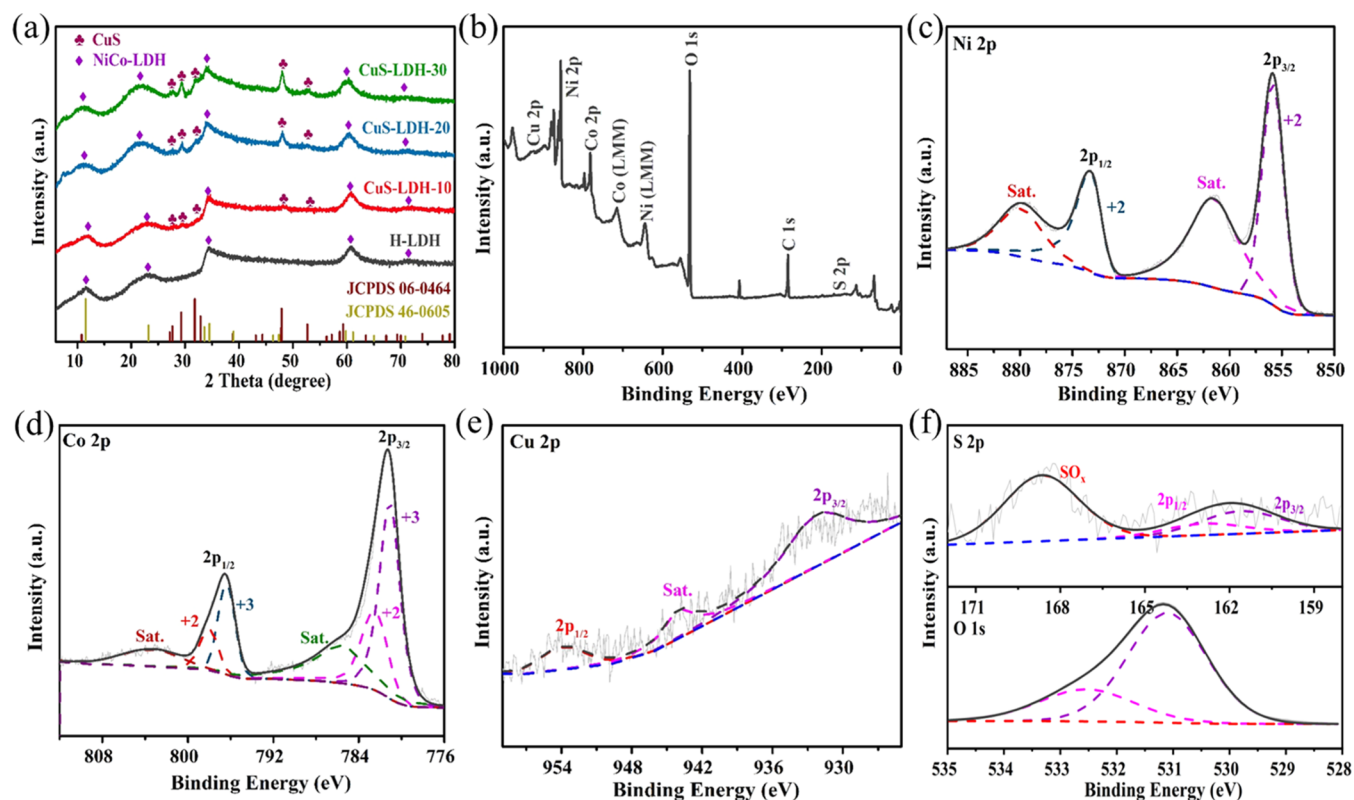 (a)
♣ CuS
♦ NiCo-LDH
CuS-LDH-30
CuS-LDH-20
CuS-LDH-10
H-LDH
JCPDS 06-0464
JCPDS 46-0605
Intensity (a.u.)
10 20 30 40 50 60 70 80
2 Theta (degree)
(b)
Cu 2p
Ni 2p
Co 2p
Co (LMM)
Ni (LMM)
O 1s
C 1s
S 2p
Intensity (a.u.)
1000 800 600 400 200 0
Binding Energy (eV)
(c)
Ni 2p
2p3/2
+2
2p1/2
+2
Sat.
Sat.
Intensity (a.u.)
885 880 875 870 865 860 855 850
Binding Energy (eV)
(d)
Co 2p
2p3/2
+3
2p1/2
+2
+3
+2
Sat.
Sat.
Intensity (a.u.)
808 800 792 784 776
Binding Energy (eV)
(e)
Cu 2p
2p3/2
Sat.
2p1/2
Intensity (a.u.)
954 948 942 936 930
Binding Energy (eV)
(f)
S 2p
SOx
2p1/2
2p3/2
171 168 165 162 159
O 1s
Intensity (a.u.)
535 534 533 532 531 530 529 528
Binding Energy (eV)